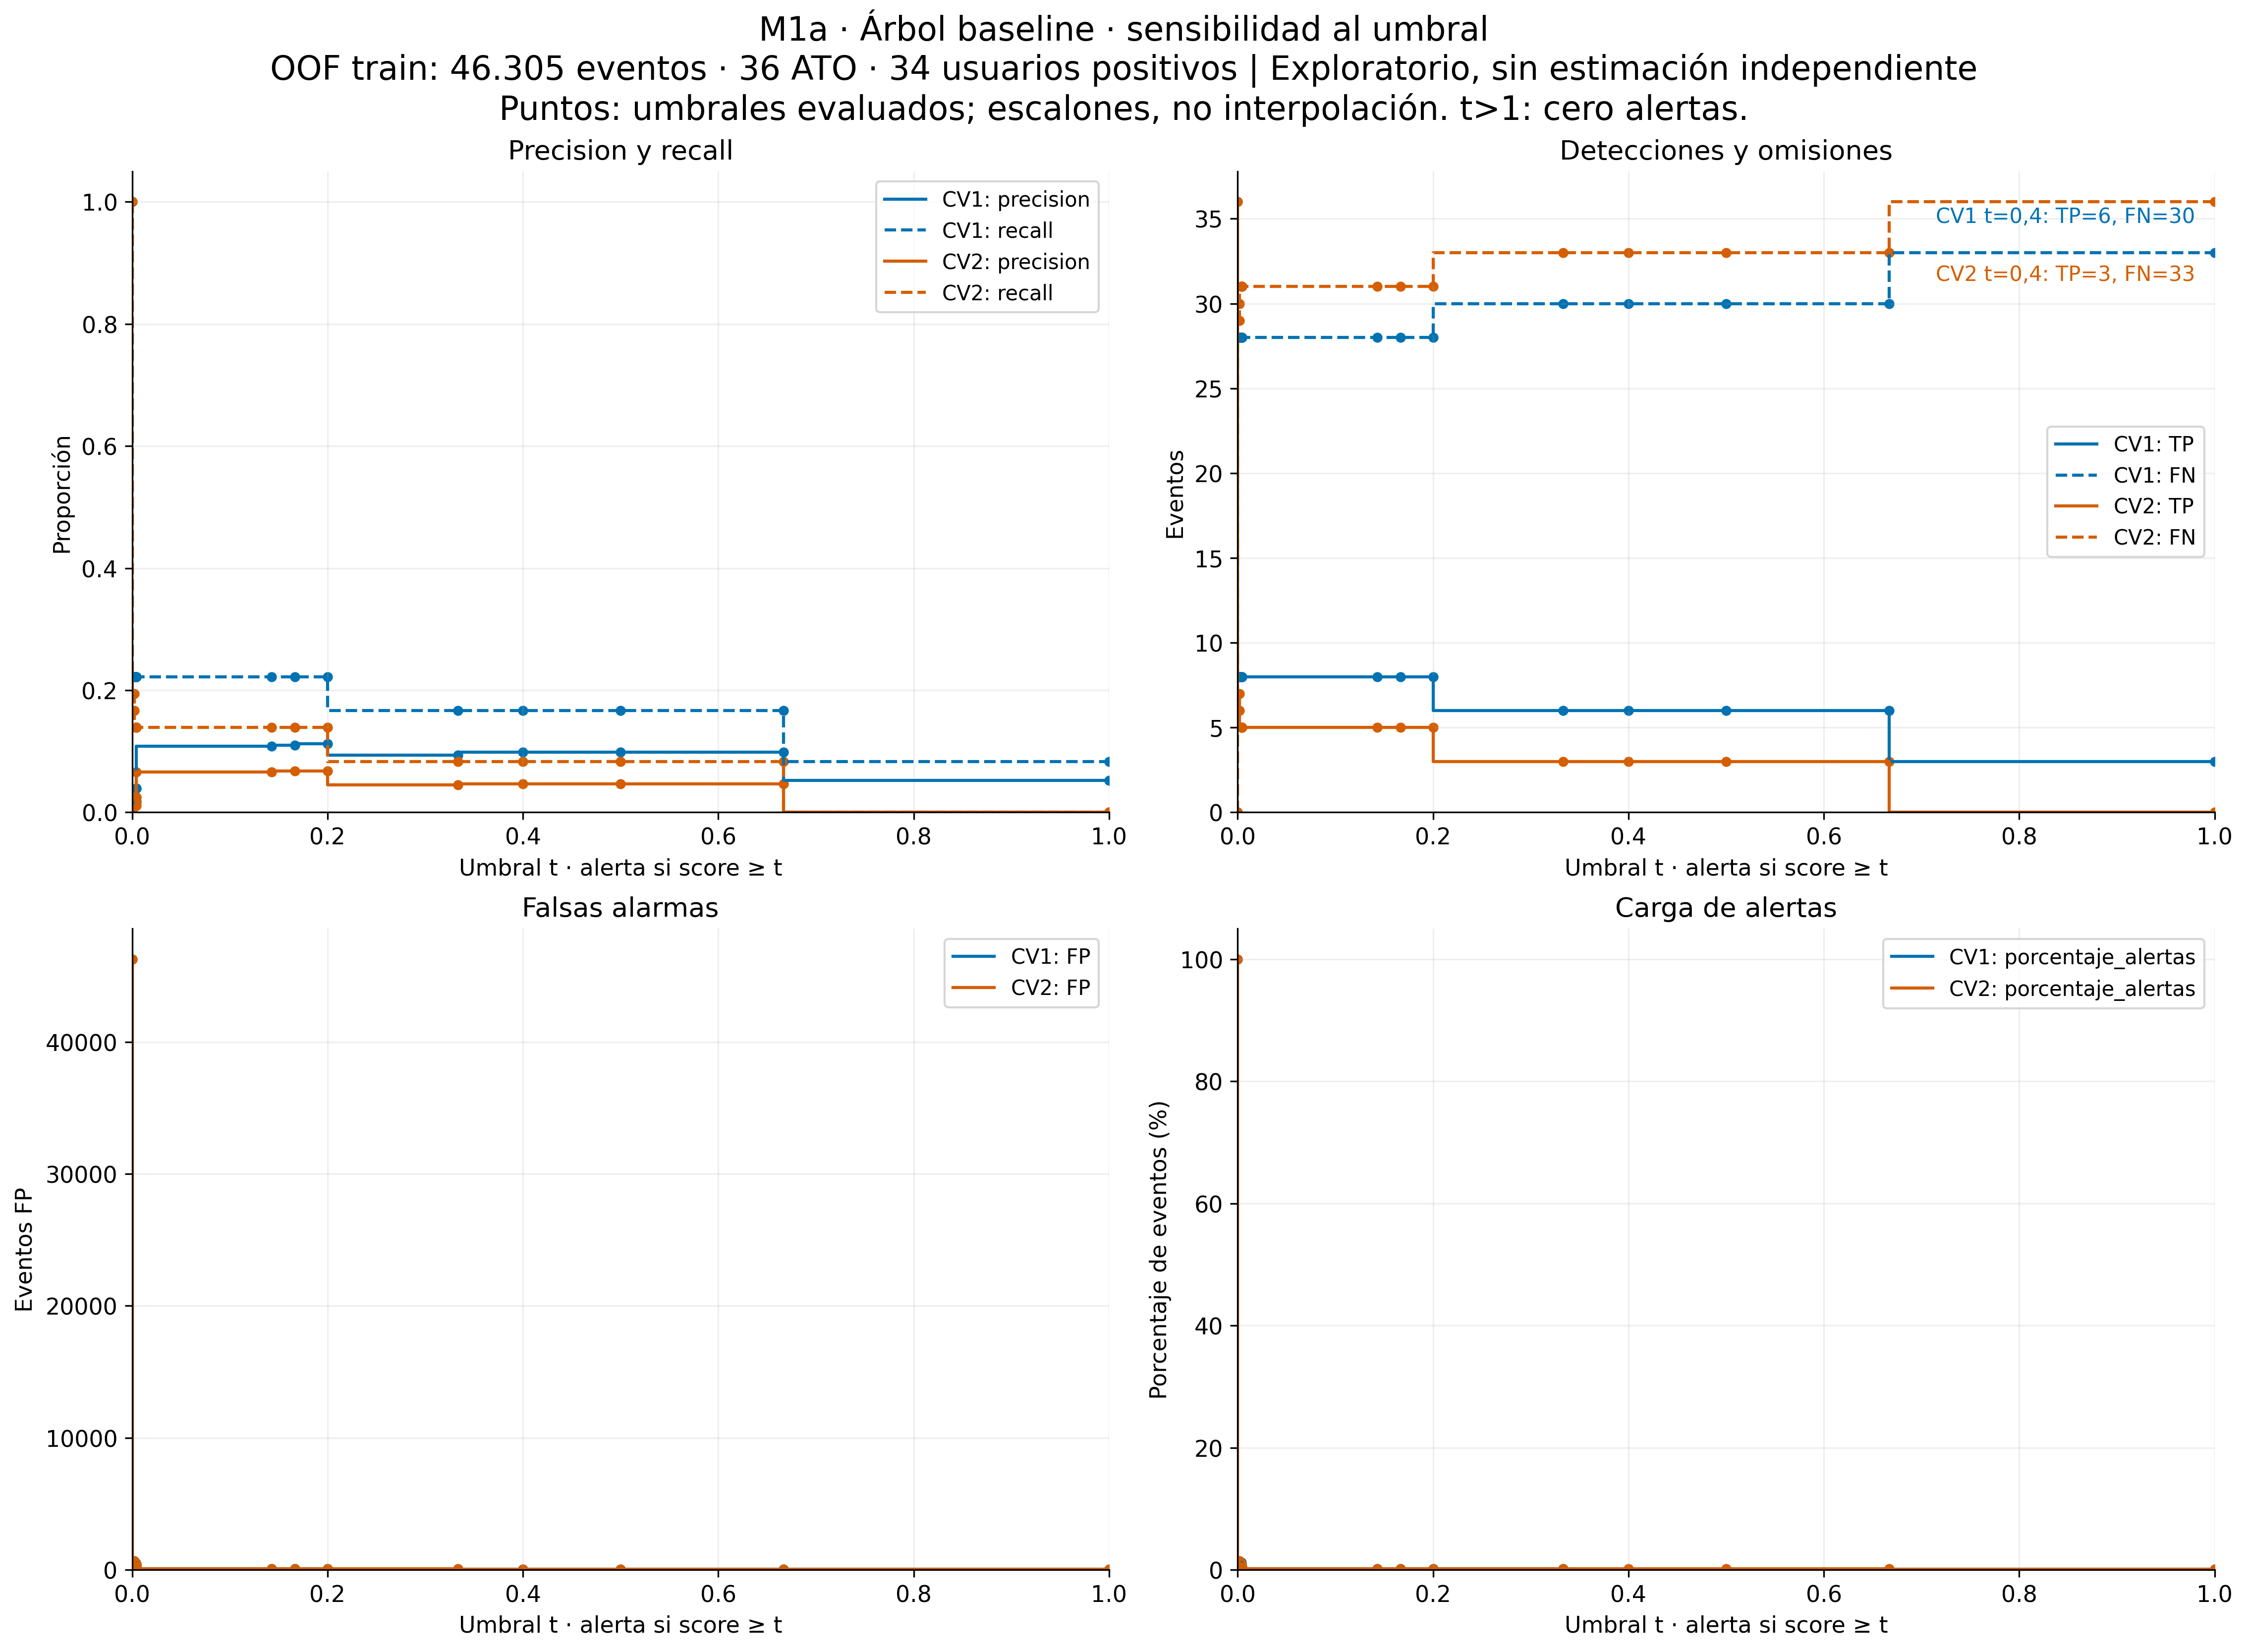 M1a · Árbol baseline · sensibilidad al umbral
OOF train: 46.305 eventos · 36 ATO · 34 usuarios positivos | Exploratorio, sin estimación independiente
Puntos: umbrales evaluados; escalones, no interpolación. t>1: cero alertas.
Precision y recall
1.0
0.8
0.6
0.4
0.2
0.0
Proporción
CV1: precision
CV1: recall
CV2: precision
CV2: recall
0.0 0.2 0.4 0.6 0.8 1.0
Umbral t · alerta si score ≥ t
Detecciones y omisiones
35
30
25
20
15
10
5
0
Eventos
CV1 t=0,4: TP=6, FN=30
CV2 t=0,4: TP=3, FN=33
CV1: TP
CV1: FN
CV2: TP
CV2: FN
0.0 0.2 0.4 0.6 0.8 1.0
Umbral t · alerta si score ≥ t
Falsas alarmas
40000
30000
20000
10000
0
Eventos FP
CV1: FP
CV2: FP
0.0 0.2 0.4 0.6 0.8 1.0
Umbral t · alerta si score ≥ t
Carga de alertas
100
80
60
40
20
0
Porcentaje de eventos (%)
CV1: porcentaje_alertas
CV2: porcentaje_alertas
0.0 0.2 0.4 0.6 0.8 1.0
Umbral t · alerta si score ≥ t